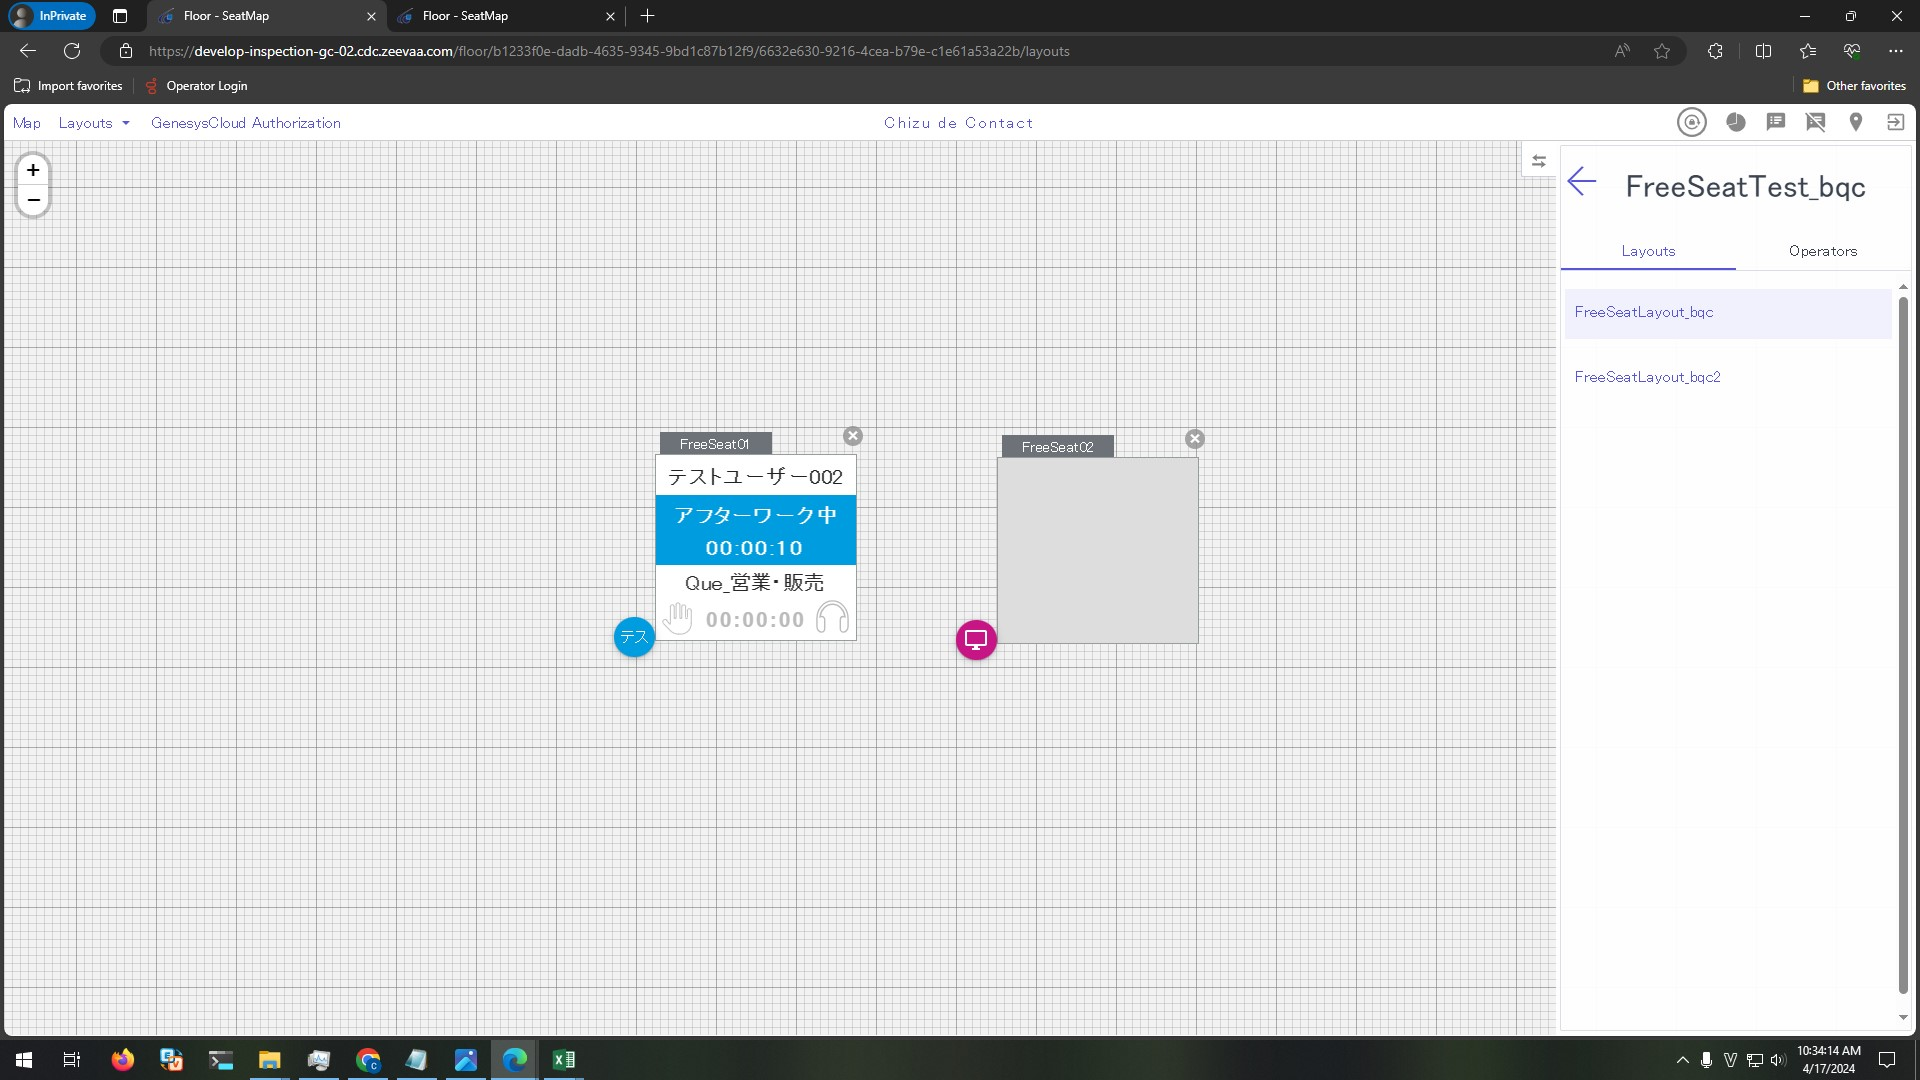 InPrivate
Floor - SeatMap
Floor - SeatMap
https://develop-inspection-gc-02.cdc.zeevaa.com/floor/b1233f0e-dadb-4635-9345-9bd1c87b12f9/6632e630-9216-4cea-b79e-c1e61a53a22b/layouts
Import favorites
Operator Login
Other favorites
Map
Layouts
GenesysCloud Authorization
Chizu de Contact
+
−
FreeSeatTest_bqc
Layouts
Operators
FreeSeatLayout_bqc
FreeSeatLayout_bqc2
FreeSeat01
テストユーザー002
アフターワーク中
00:00:10
Que_営業・販売
00:00:00
テス
FreeSeat02
10:34:14 AM
4/17/2024